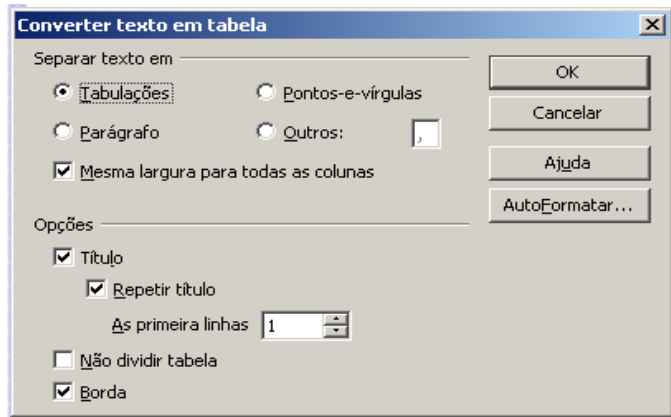 Converter texto em tabela
Separar texto em
Tabulações
Pontos-e-vírgulas
Parágrafo
Outros: ,
Mesma largura para todas as colunas
OK
Cancelar
Ajuda
AutoFormatar...
Opções
Título
Repetir título
As primeira linhas 1
Não dividir tabela
Borda